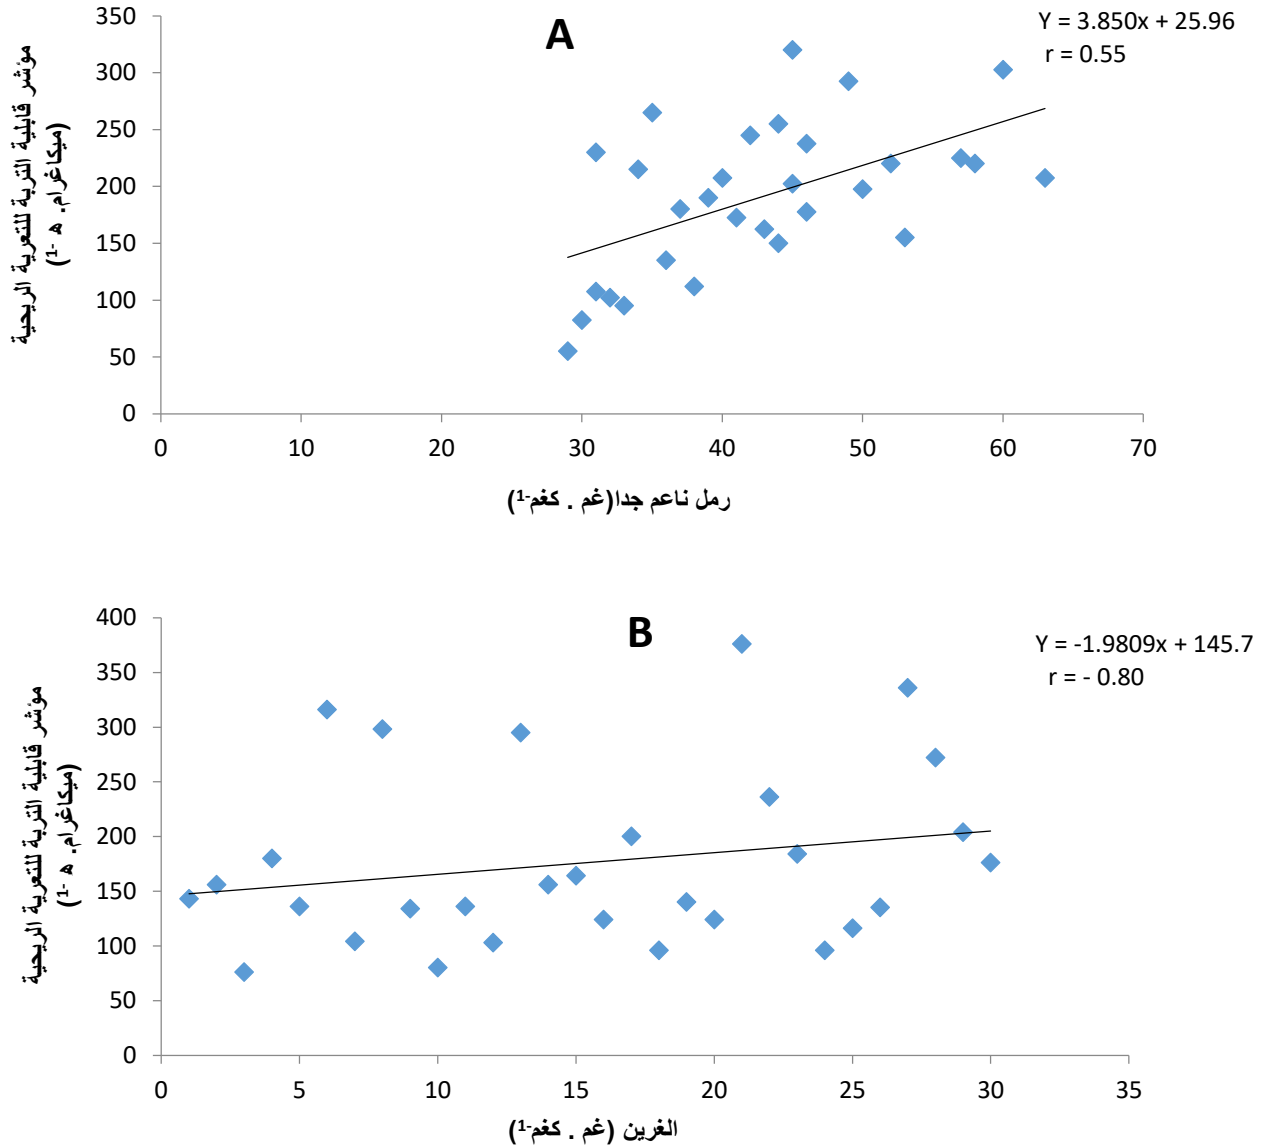 A
Y = 3.850x + 25.96
r = 0.55
350
300
250
200
150
100
50
0
0 10 20 30 40 50 60 70
مؤشر قابلية التربة للتعرية الريحية
(ميكاغرام. ه -1)
رمل ناعم جدا(غم . كغم-1)
B
Y = -1.9809x + 145.7
r = - 0.80
400
350
300
250
200
150
100
50
0
0 5 10 15 20 25 30 35
مؤشر قابلية التربة للتعرية الريحية
(ميكاغرام. ه -1)
الغرين (غم . كغم-1)